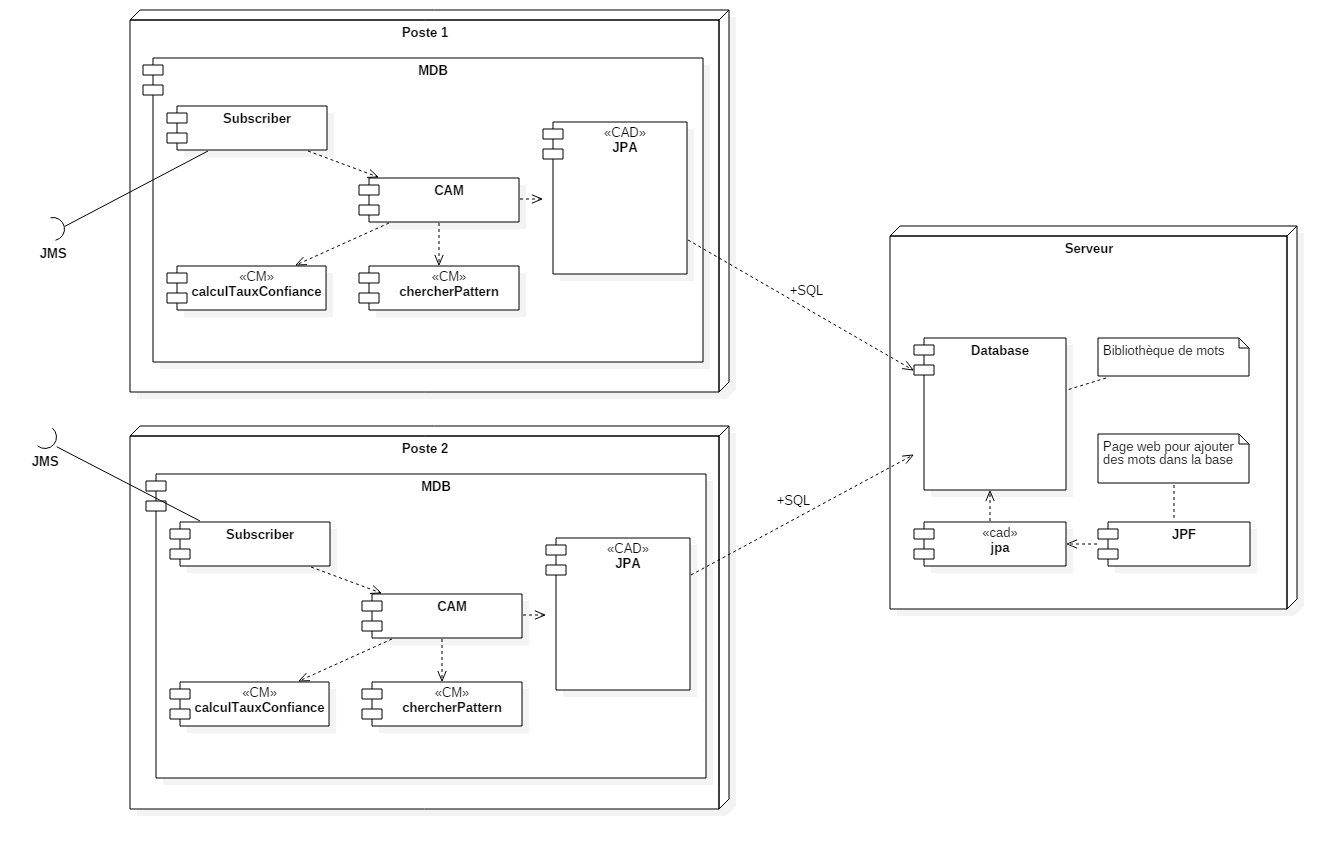 Poste 1
MDB
Subscriber
«CAD»
JPA
CAM
JMS
«CM»
calculTauxConfiance
«CM»
chercherPattern
+SQL
Poste 2
JMS
MDB
Subscriber
«CAD»
JPA
CAM
«CM»
calculTauxConfiance
«CM»
chercherPattern
+SQL
Serveur
Database
Bibliothèque de mots
Page web pour ajouter
des mots dans la base
«cad»
jpa
JPF